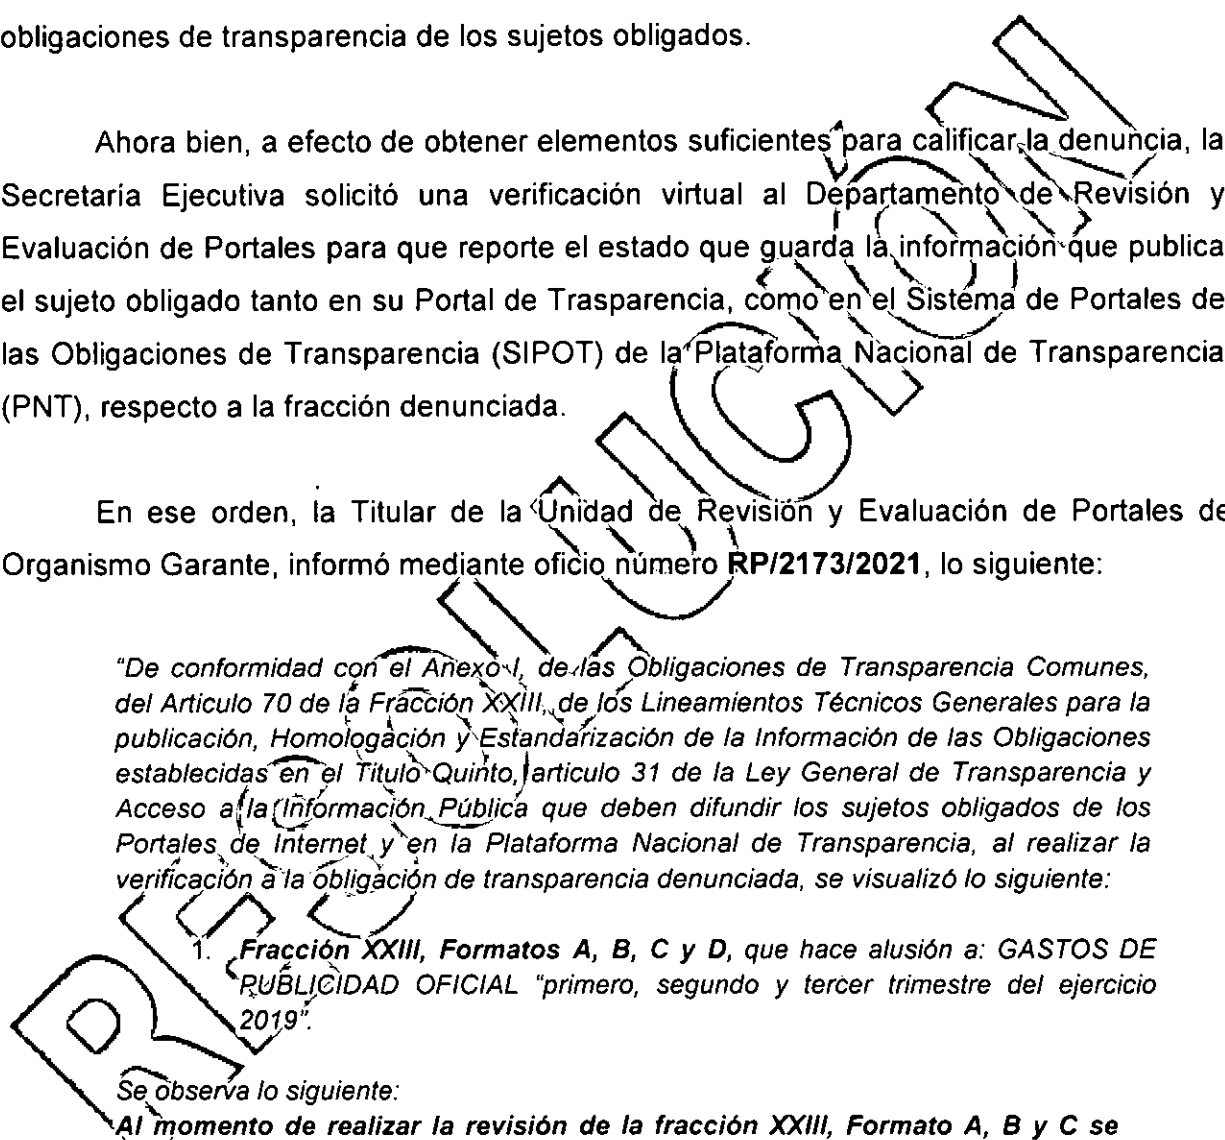 obligaciones de transparencia de los sujetos obligados.
Ahora bien, a efecto de obtener elementos suficientes para calificar la denuncia, la
Secretaría Ejecutiva solicitó una verificación virtual al Departamento de Revisión y
Evaluación de Portales para que reporte el estado que guarda la información que publica
el sujeto obligado tanto en su Portal de Trasparencia, como en el Sistema de Portales de
las Obligaciones de Transparencia (SIPOT) de la Plataforma Nacional de Transparencia
(PNT), respecto a la fracción denunciada.
En ese orden, la Titular de la Unidad de Revisión y Evaluación de Portales de
Organismo Garante, informó mediante oficio número RP/2173/2021, lo siguiente:
"De conformidad con el Anexo I, de las Obligaciones de Transparencia Comunes,
del Articulo 70 de la Fracción XXIII, de los Lineamientos Técnicos Generales para la
publicación, Homologación y Estandarización de la Información de las Obligaciones
establecidas en el Titulo Quinto, articulo 31 de la Ley General de Transparencia y
Acceso a la Información Pública que deben difundir los sujetos obligados de los
Portales de Internet y en la Plataforma Nacional de Transparencia, al realizar la
verificación a la obligación de transparencia denunciada, se visualizó lo siguiente:
1. Fracción XXIII, Formatos A, B, C y D, que hace alusión a: GASTOS DE
PUBLICIDAD OFICIAL "primero, segundo y tercer trimestre del ejercicio
2019".
Se observa lo siguiente:
Al momento de realizar la revisión de la fracción XXIII, Formato A, B y C se
RESOLUCION